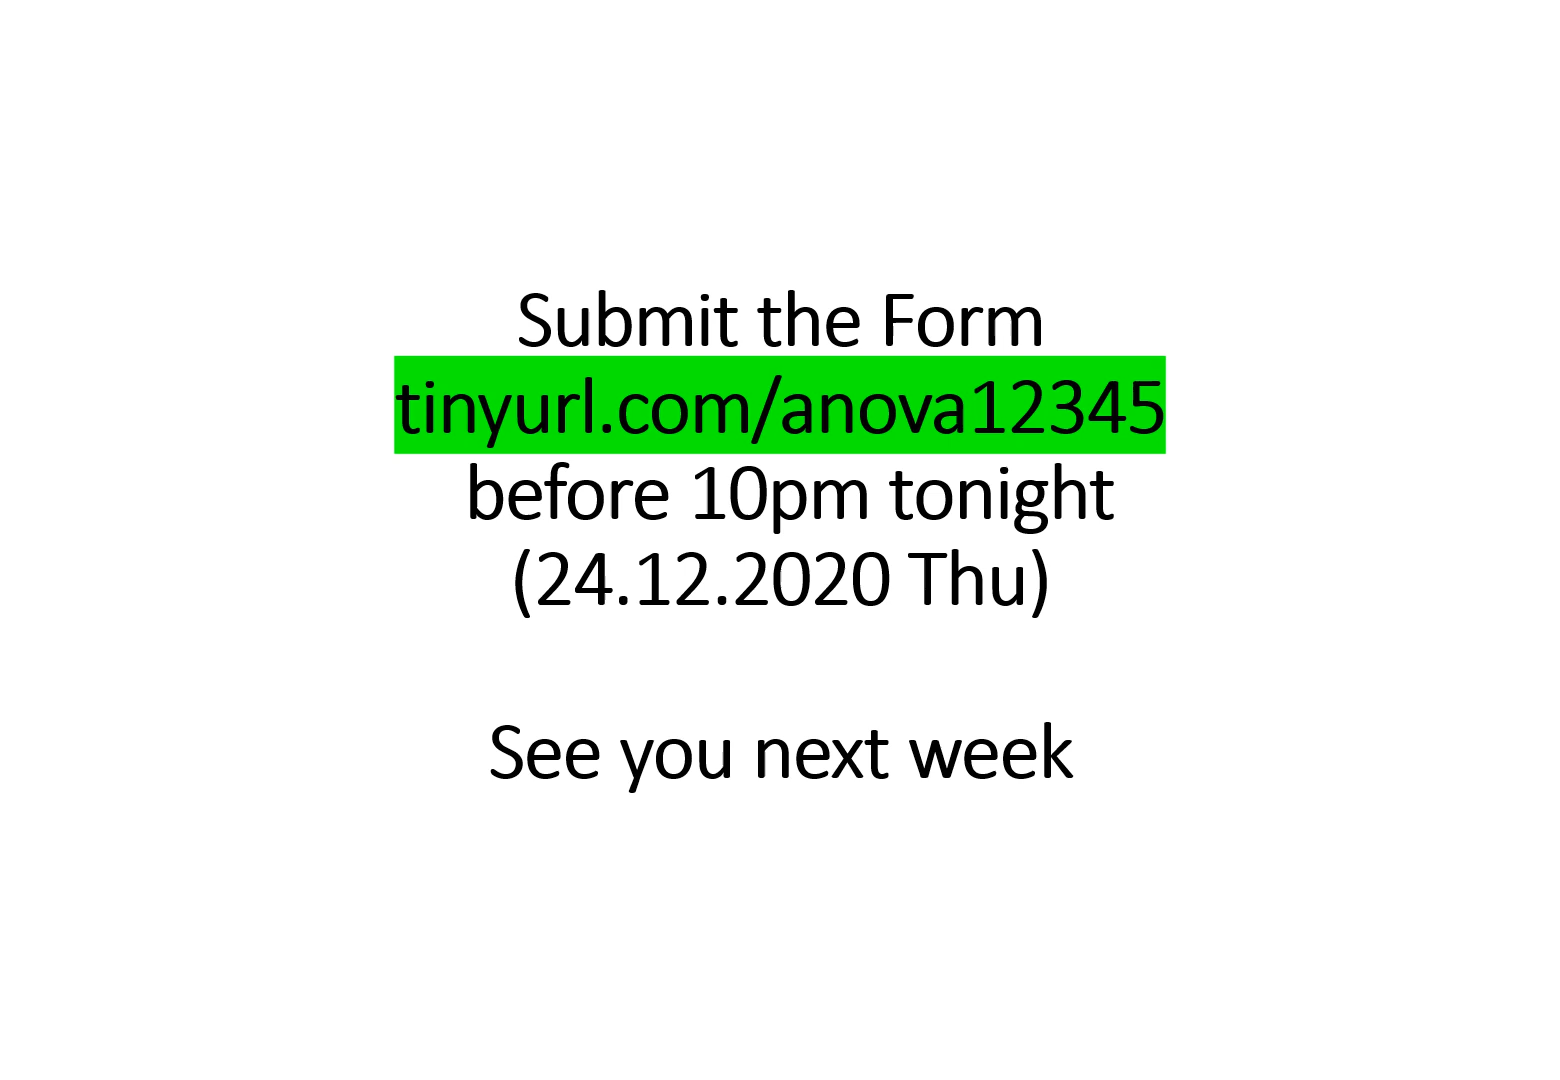 Submit the Form
tinyurl.com/anova12345
before 10pm tonight
(24.12.2020 Thu)
See you next week